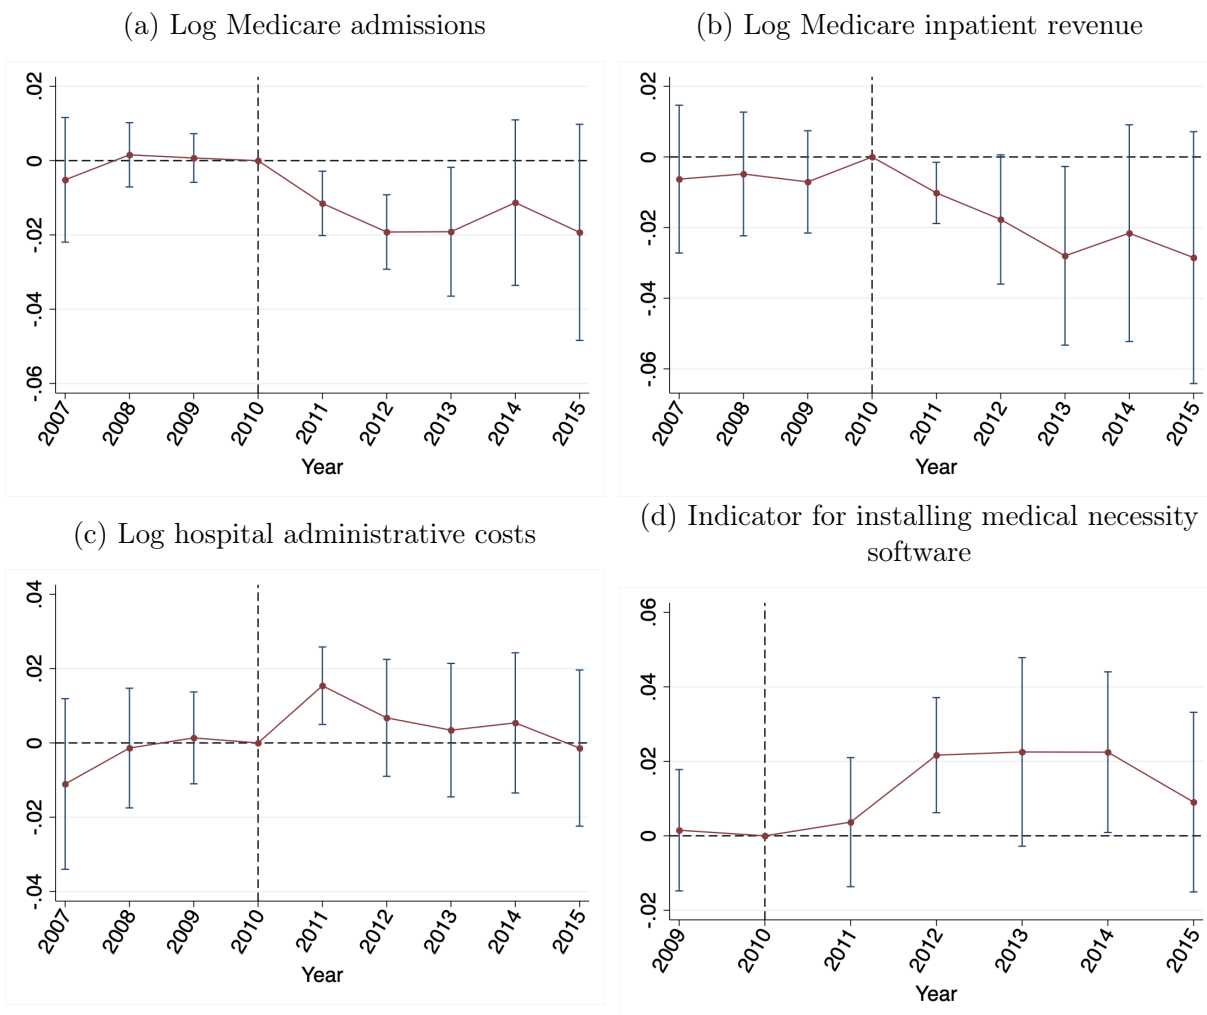 (a) Log Medicare admissions
.02
0
-.02
-.04
-.06
2007 2008 2009 2010 2011 2012 2013 2014 2015
Year
(b) Log Medicare inpatient revenue
.02
0
-.02
-.04
-.06
2007 2008 2009 2010 2011 2012 2013 2014 2015
Year
(c) Log hospital administrative costs
.04
.02
0
-.02
-.04
2007 2008 2009 2010 2011 2012 2013 2014 2015
Year
(d) Indicator for installing medical necessity
software
.06
.04
.02
0
-.02
2009 2010 2011 2012 2013 2014 2015
Year